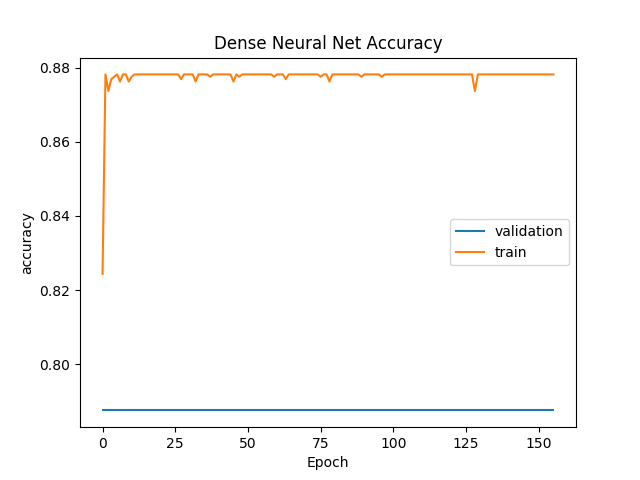 Dense Neural Net Accuracy
accuracy
0.88
0.86
0.84
0.82
0.80
validation
train
0 25 50 75 100 125 150
Epoch